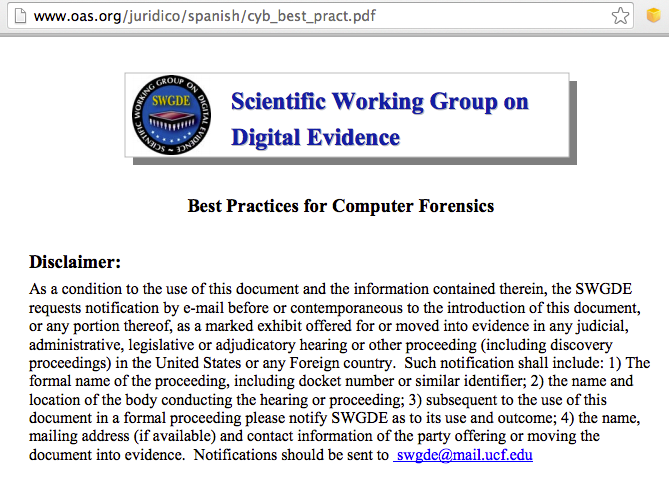 www.oas.org/juridico/spanish/cyb_best_pract.pdf
SCIENTIFIC WORKING GROUP ON DIGITAL EVIDENCE ~
SWGDE
Scientific Working Group on
Digital Evidence
Best Practices for Computer Forensics
Disclaimer:
As a condition to the use of this document and the information contained therein, the SWGDE
requests notification by e-mail before or contemporaneous to the introduction of this document,
or any portion thereof, as a marked exhibit offered for or moved into evidence in any judicial,
administrative, legislative or adjudicatory hearing or other proceeding (including discovery
proceedings) in the United States or any Foreign country.  Such notification shall include: 1) The
formal name of the proceeding, including docket number or similar identifier; 2) the name and
location of the body conducting the hearing or proceeding; 3) subsequent to the use of this
document in a formal proceeding please notify SWGDE as to its use and outcome; 4) the name,
mailing address (if available) and contact information of the party offering or moving the
document into evidence.  Notifications should be sent to swgde@mail.ucf.edu